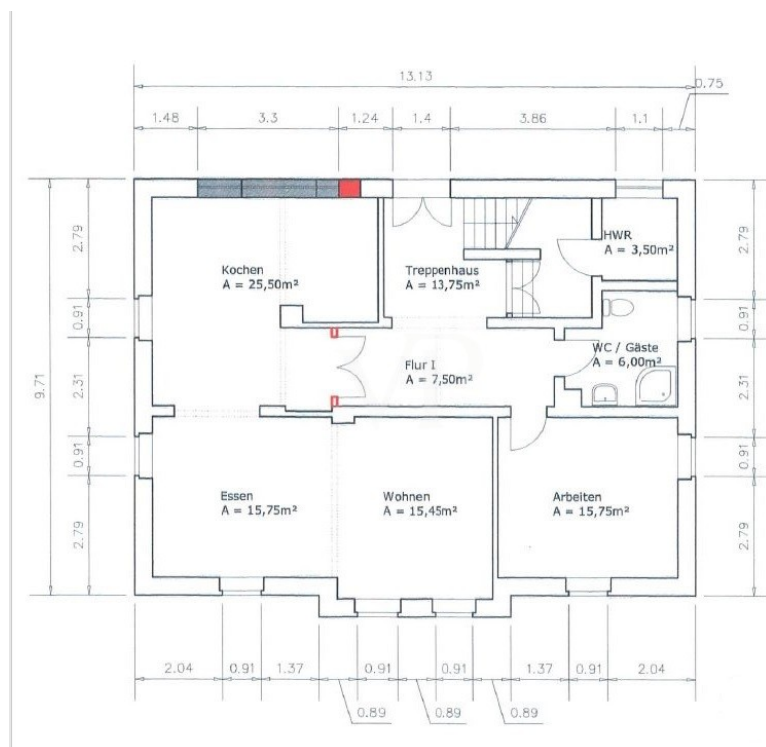 13.13
0.75
1.48 3.3 1.24 1.4 3.86 1.1
2.79 2.79
HWR
A = 3,50m²
Kochen
A = 25,50m²
Treppenhaus
A = 13,75m²
0.91 0.91
WC / Gäste
A = 6,00m²
Flur I
A = 7,50m²
9.71
2.31 2.31
0.91 0.91
Essen
A = 15,75m²
Wohnen
A = 15,45m²
Arbeiten
A = 15,75m²
2.79 2.79
2.04 0.91 1.37 0.91 0.91 1.37 0.91 2.04
0.89 0.89 0.89